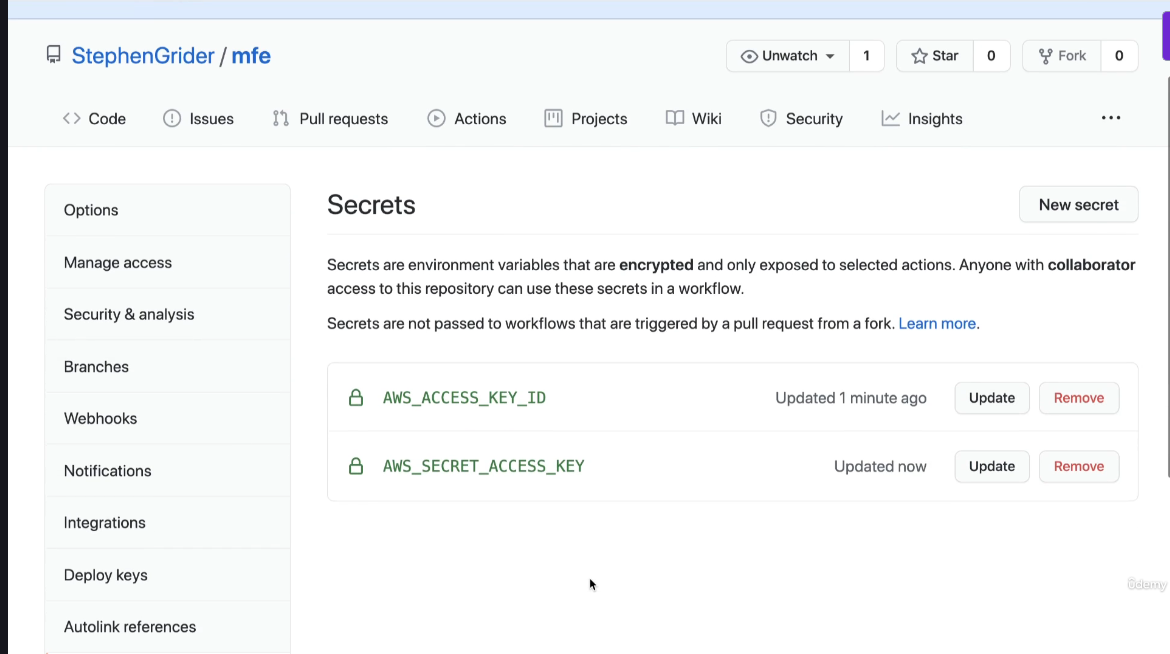 StephenGrider / mfe
Unwatch 1
Star 0
Fork 0
Code
Issues
Pull requests
Actions
Projects
Wiki
Security
Insights
Options
Manage access
Security & analysis
Branches
Webhooks
Notifications
Integrations
Deploy keys
Autolink references
Secrets
New secret
Secrets are environment variables that are encrypted and only exposed to selected actions. Anyone with collaborator
access to this repository can use these secrets in a workflow.
Secrets are not passed to workflows that are triggered by a pull request from a fork. Learn more.
AWS_ACCESS_KEY_ID Updated 1 minute ago Update Remove
AWS_SECRET_ACCESS_KEY Updated now Update Remove
ûdemy